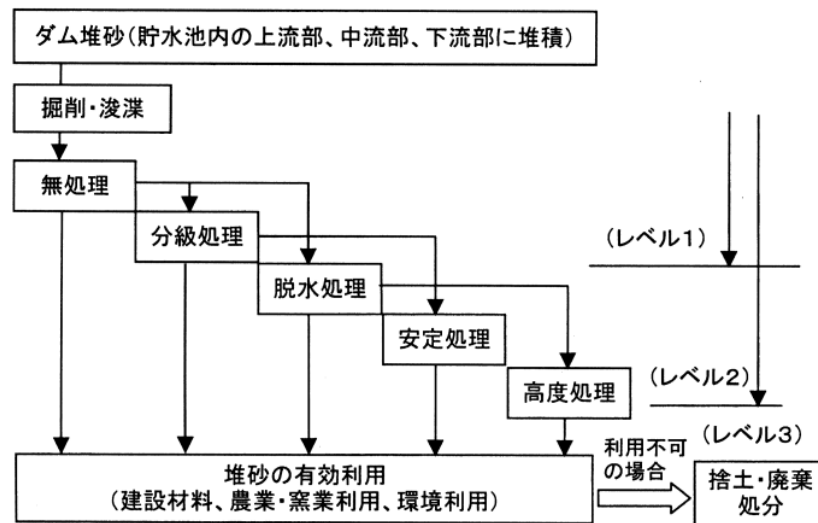 ダム堆砂(貯水池内の上流部、中流部、下流部に堆積)
掘削・浚渫
無処理
分級処理
(レベル1)
脱水処理
安定処理
高度処理
(レベル2)
(レベル3)
堆砂の有効利用
(建設材料、農業・窯業利用、環境利用)
利用不可
の場合
捨土・廃棄
処分